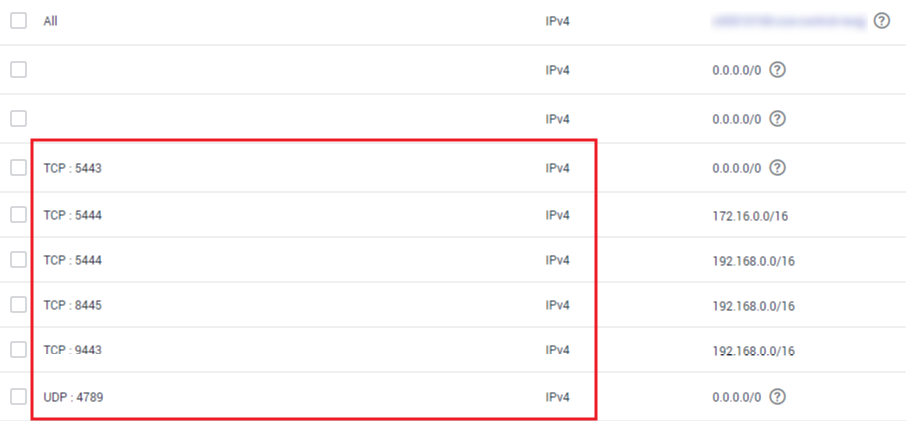 All IPv4
IPv4 0.0.0.0/0
IPv4 0.0.0.0/0
TCP : 5443 IPv4 0.0.0.0/0
TCP : 5444 IPv4 172.16.0.0/16
TCP : 5444 IPv4 192.168.0.0/16
TCP : 8445 IPv4 192.168.0.0/16
TCP : 9443 IPv4 192.168.0.0/16
UDP : 4789 IPv4 0.0.0.0/0